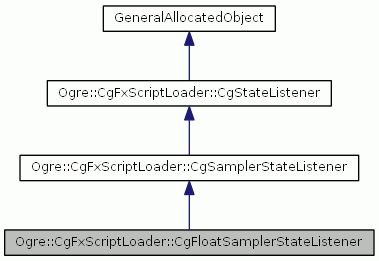 GeneralAllocatedObject
Ogre::CgFxScriptLoader::CgStateListener
Ogre::CgFxScriptLoader::CgSamplerStateListener
Ogre::CgFxScriptLoader::CgFloatSamplerStateListener